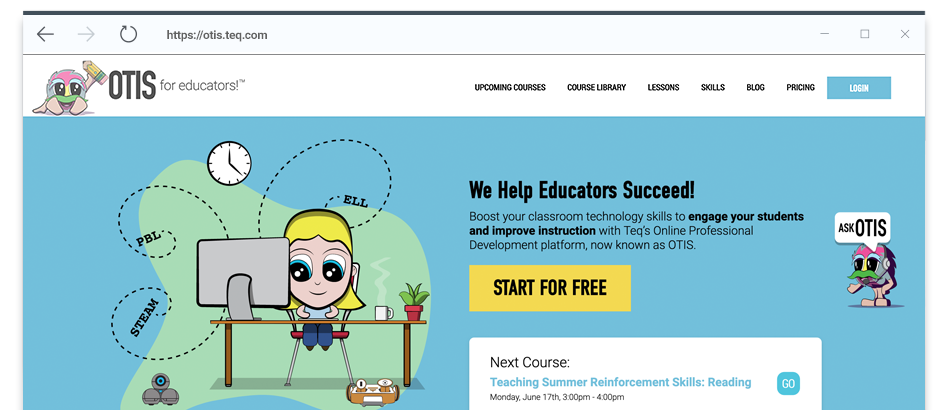 https://otis.teq.com
OTIS for educators!™
UPCOMING COURSES COURSE LIBRARY LESSONS SKILLS BLOG PRICING LOGIN
ELL
PBL
STEAM
We Help Educators Succeed!
Boost your classroom technology skills to engage your students
and improve instruction with Teq's Online Professional
Development platform, now known as OTIS.
ASK OTIS
START FOR FREE
Next Course:
Teaching Summer Reinforcement Skills: Reading
GO
Monday, June 17th, 3:00pm - 4:00pm